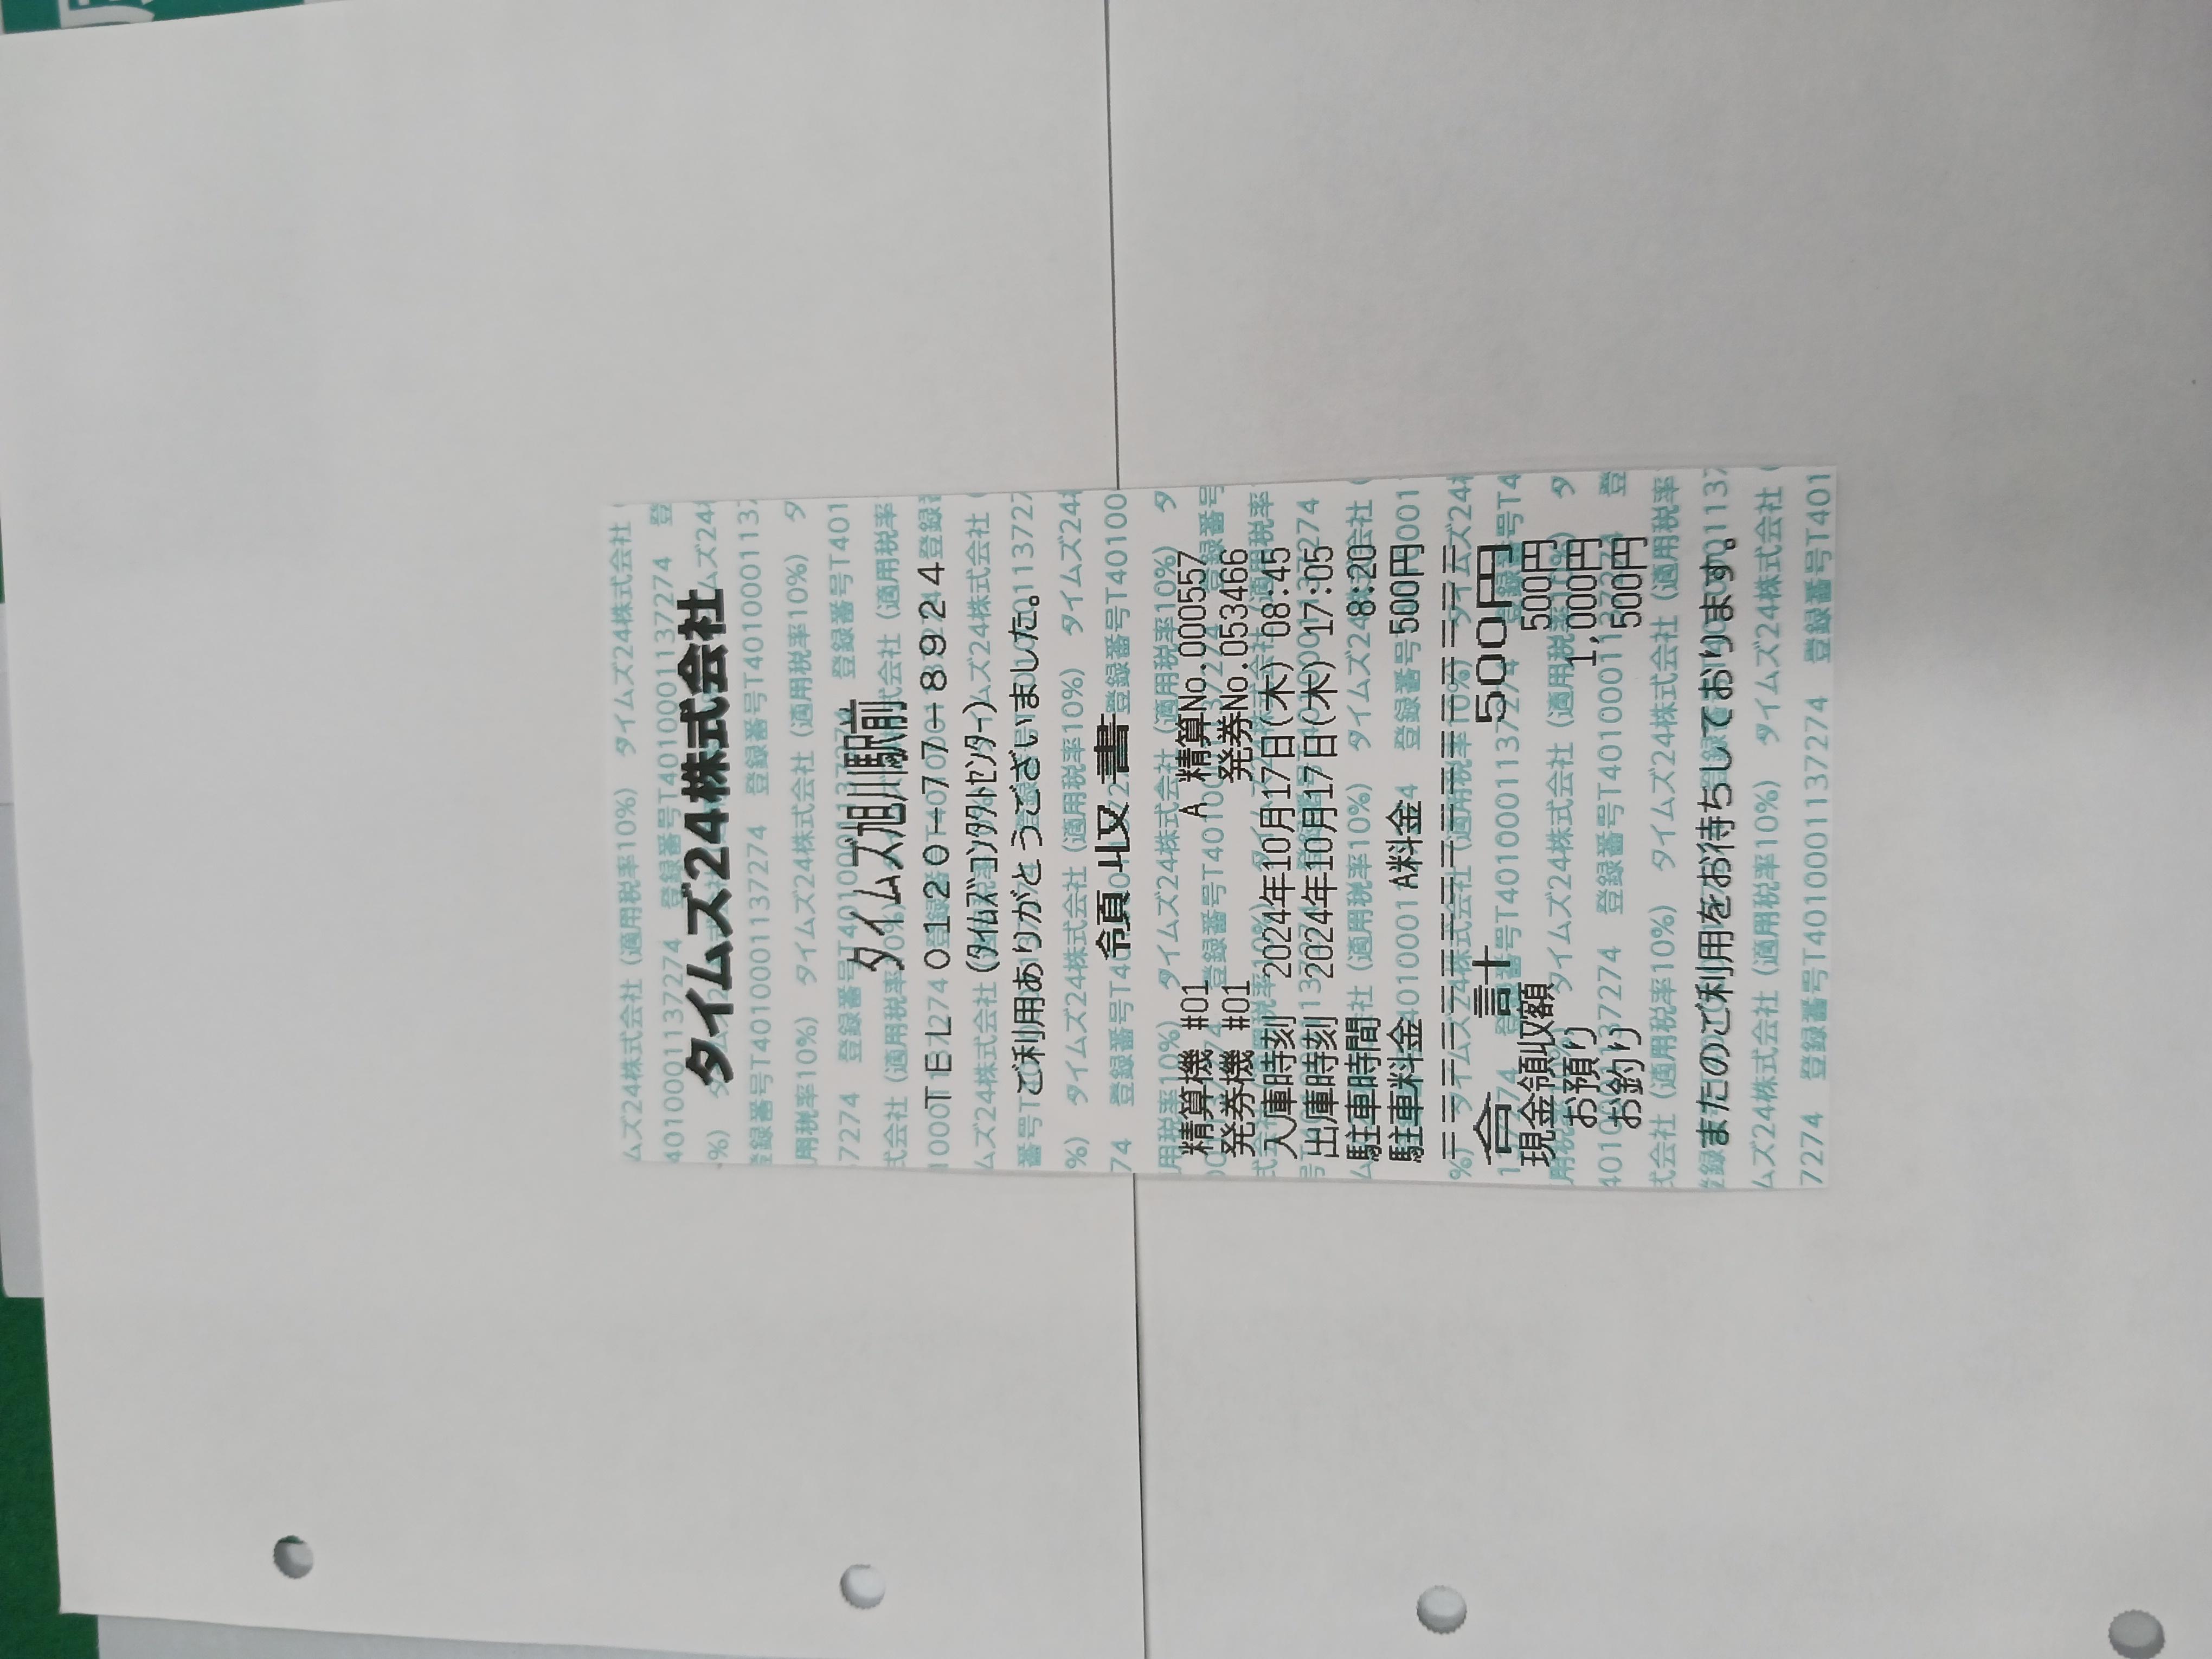 タイムズ24株式会社
タイムズ旭川駅前
TEL 0120-77-8924
(タイムズコンタクトセンター)
ご利用ありがとうございました。
領収書
精算機 #01 A 精算No.000557
発券機 #01 発券No.053466
入庫時刻 2024年10月17日(木) 08:45
出庫時刻 2024年10月17日(木) 17:05
駐車時間 8:20
駐車料金 A料金 500円
合計 500円
現金領収額 500円
お預り 1,000円
お釣り 500円
またのご利用をお待ちしております。
タイムズ24株式会社 (適用税率10%) 登録番号T4010001137274